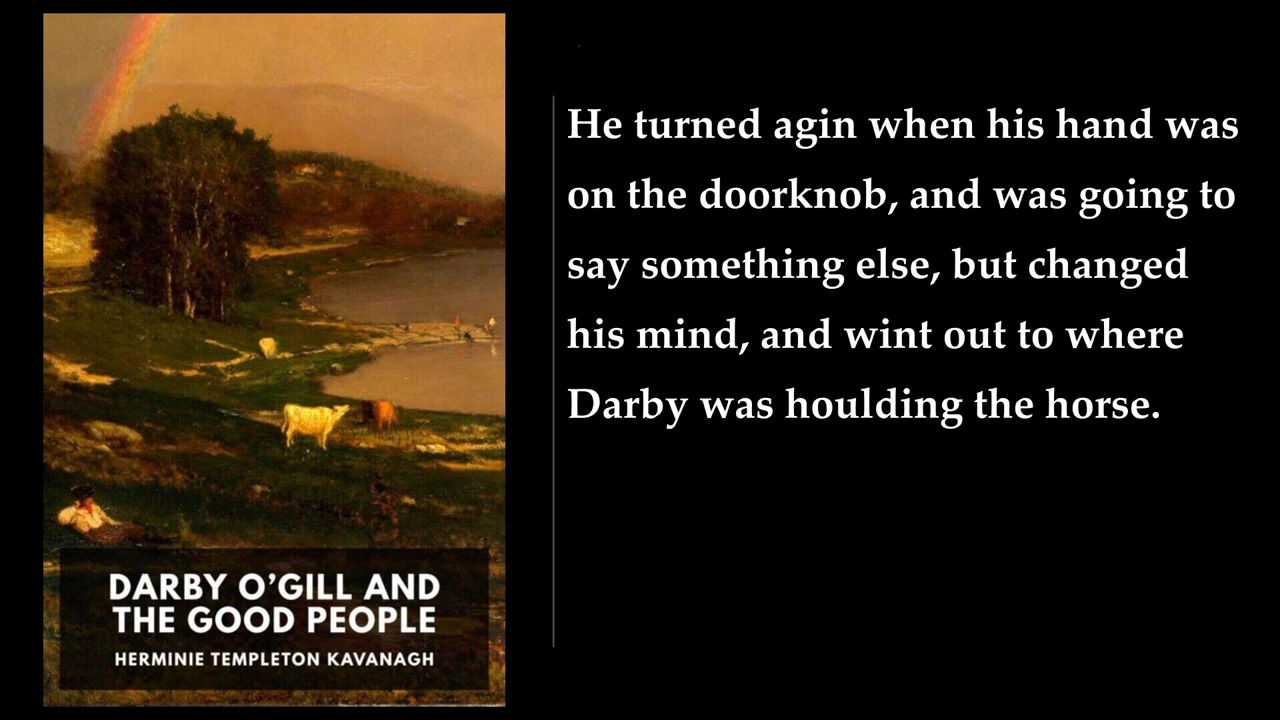 DARBY O’GILL AND
THE GOOD PEOPLE
HERMINIE TEMPLETON KAVANAGH
He turned agin when his hand was
on the doorknob, and was going to
say something else, but changed
his mind, and wint out to where
Darby was houlding the horse.